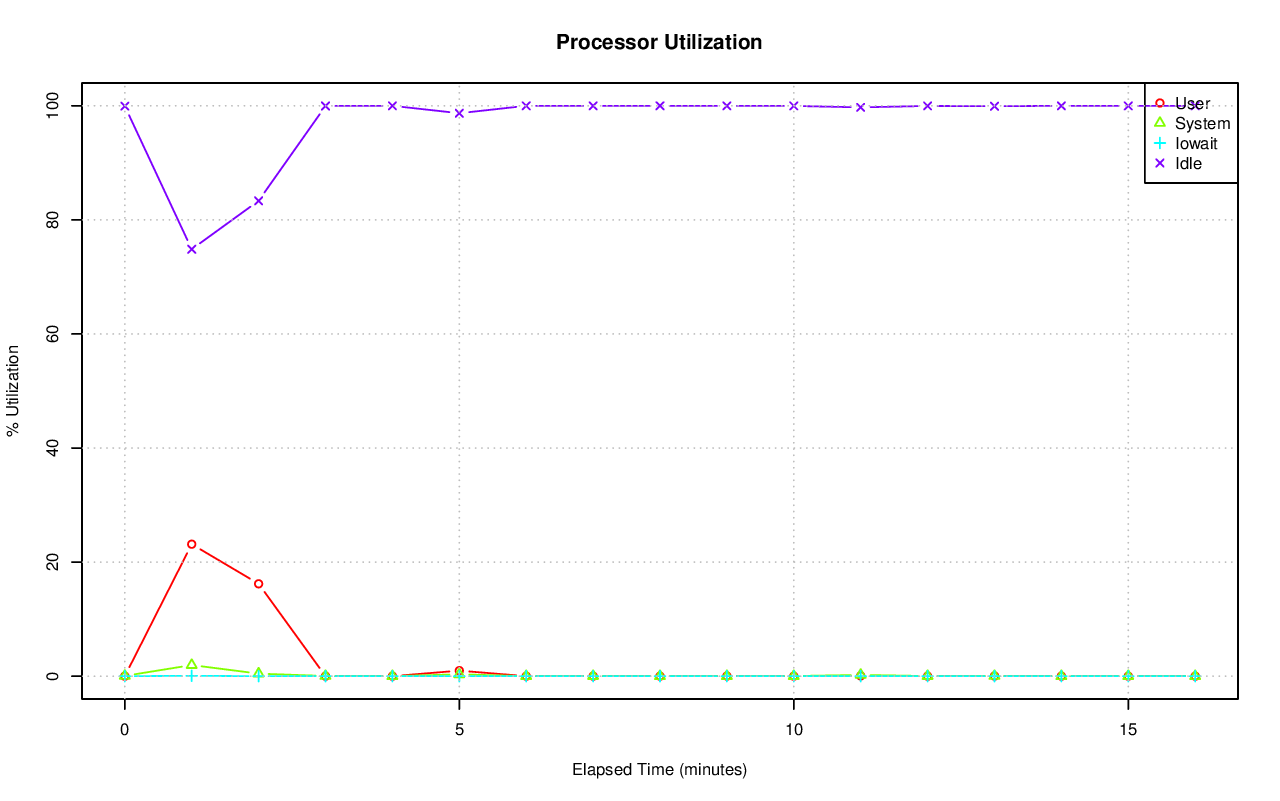 Processor Utilization
100
80
60
40
20
0
% Utilization
User
System
Iowait
Idle
0 5 10 15
Elapsed Time (minutes)